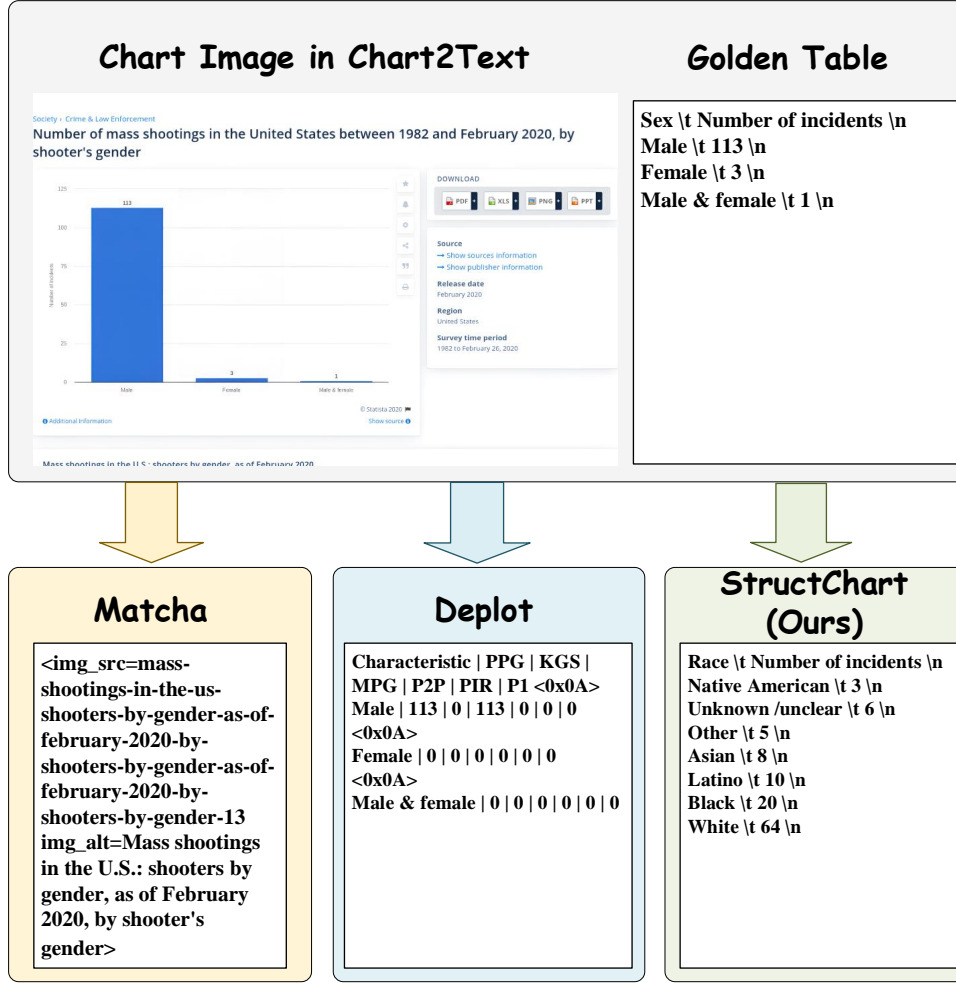 Chart Image in Chart2Text
Golden Table
Society › Crime & Law Enforcement
Number of mass shootings in the United States between 1982 and February 2020, by
shooter's gender
125
100
75
50
25
0
Number of incidents
113
3
1
Male
Female
Male & female
© Statista 2020
Additional Information
Show source
DOWNLOAD
PDF
XLS
PNG
PPT
Source
→ Show sources information
→ Show publisher information
Release date
February 2020
Region
United States
Survey time period
1982 to February 26, 2020
Mass shootings in the U.S.: shooters by gender, as of February 2020
Sex \t Number of incidents \n
Male \t 113 \n
Female \t 3 \n
Male & female \t 1 \n
Matcha
<img_src=mass-
shootings-in-the-us-
shooters-by-gender-as-of-
february-2020-by-
shooters-by-gender-as-of-
february-2020-by-
shooters-by-gender-13
img_alt=Mass shootings
in the U.S.: shooters by
gender, as of February
2020, by shooter's
gender>
Deplot
Characteristic | PPG | KGS |
MPG | P2P | PIR | P1 <0x0A>
Male | 113 | 0 | 113 | 0 | 0 | 0
<0x0A>
Female | 0 | 0 | 0 | 0 | 0 | 0
<0x0A>
Male & female | 0 | 0 | 0 | 0 | 0 | 0
StructChart
(Ours)
Race \t Number of incidents \n
Native American \t 3 \n
Unknown /unclear \t 6 \n
Other \t 5 \n
Asian \t 8 \n
Latino \t 10 \n
Black \t 20 \n
White \t 64 \n